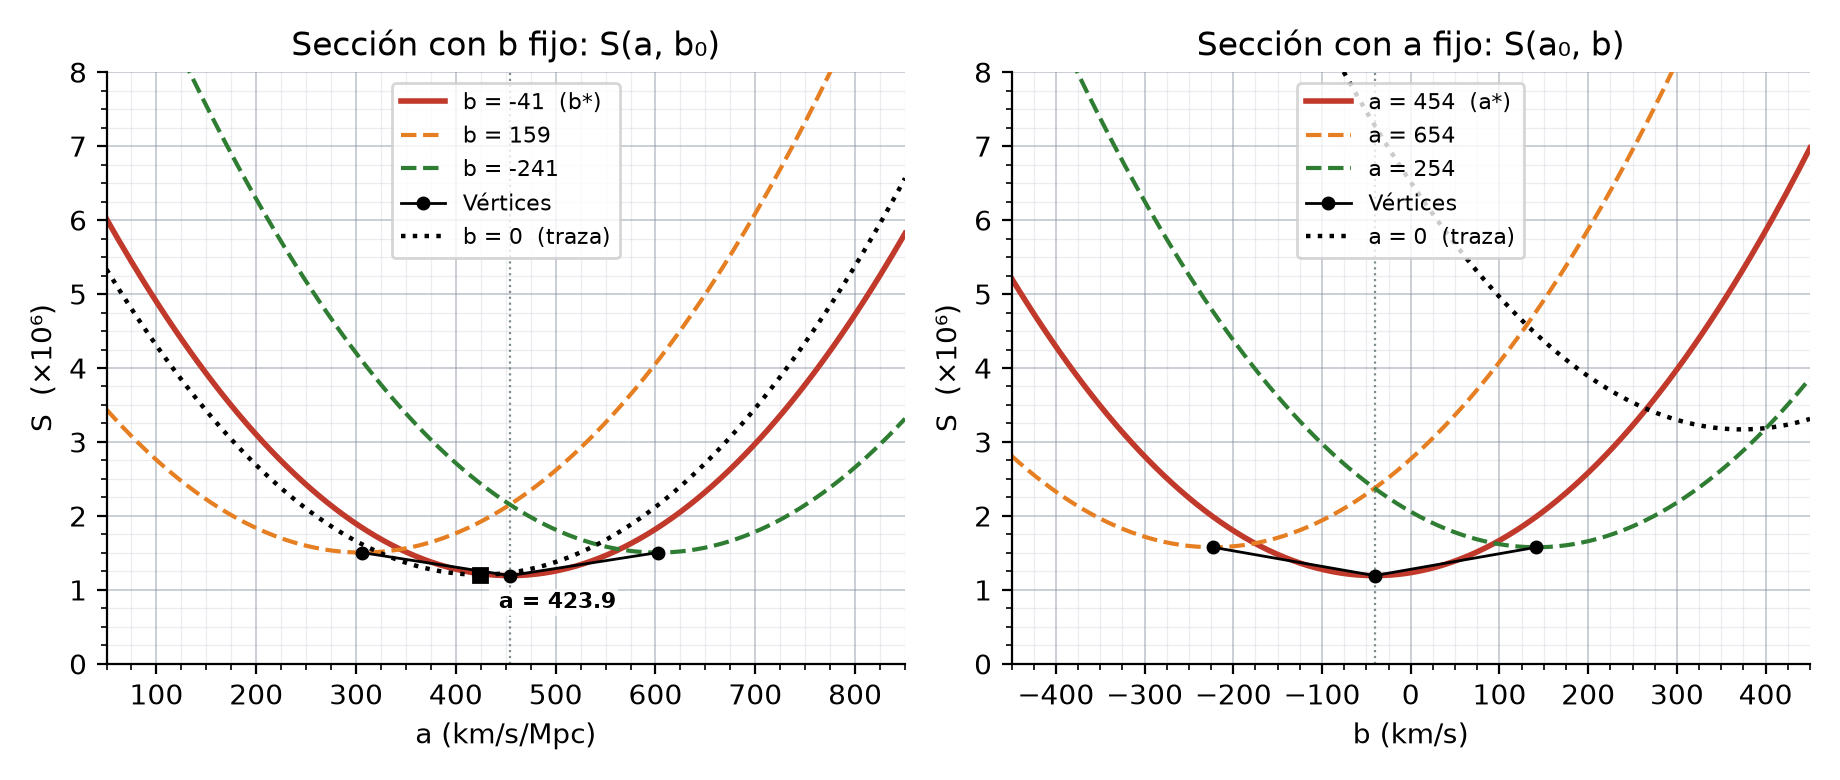 Sección con b fijo: S(a, b₀)
S (×10⁶)
8
7
6
5
4
3
2
1
0
b = -41 (b*)
b = 159
b = -241
Vértices
b = 0 (traza)
a = 423.9
100 200 300 400 500 600 700 800
a (km/s/Mpc)
Sección con a fijo: S(a₀, b)
S (×10⁶)
8
7
6
5
4
3
2
1
0
a = 454 (a*)
a = 654
a = 254
Vértices
a = 0 (traza)
−400 −300 −200 −100 0 100 200 300 400
b (km/s)